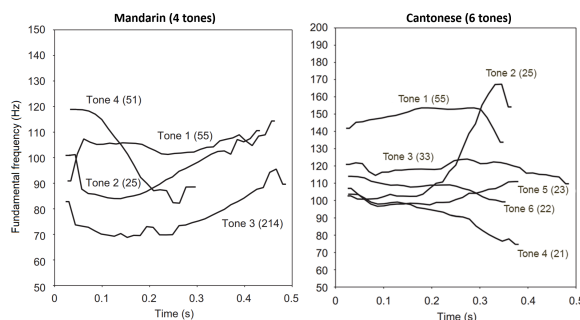 Mandarin (4 tones)
Fundamental frequency (Hz)
150
140
130
120
110
100
90
80
70
60
50
Tone 4 (51)
Tone 1 (55)
Tone 2 (25)
Tone 3 (214)
0 0.1 0.2 0.3 0.4 0.5
Time (s)
Cantonese (6 tones)
200
190
180
170
160
150
140
130
120
110
100
90
80
70
60
50
Tone 2 (25)
Tone 1 (55)
Tone 3 (33)
Tone 5 (23)
Tone 6 (22)
Tone 4 (21)
0 0.1 0.2 0.3 0.4 0.5
Time (s)